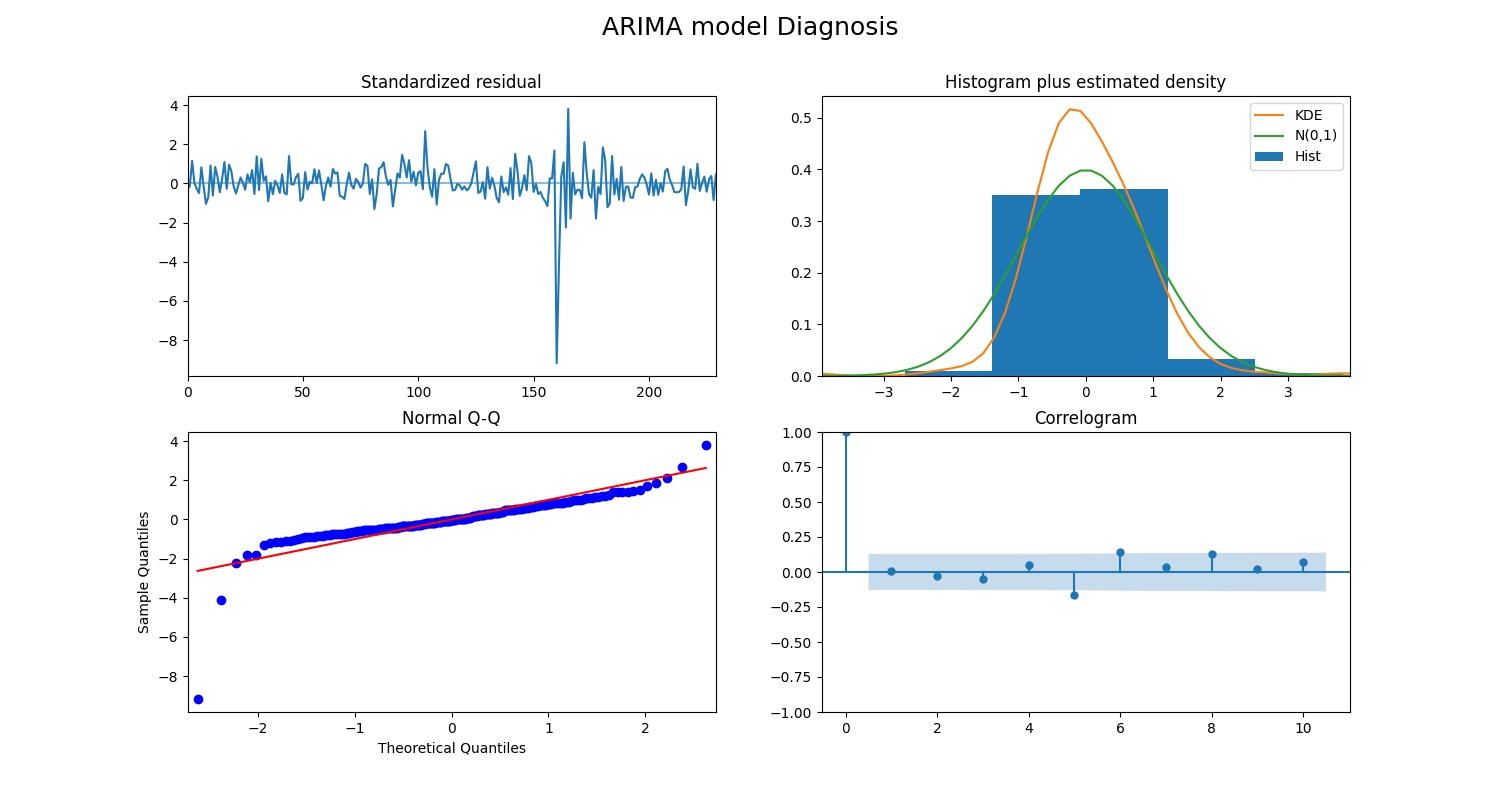 ARIMA model Diagnosis
Standardized residual
4
2
0
−2
−4
−6
−8
0 50 100 150 200
Histogram plus estimated density
KDE
N(0,1)
Hist
0.5
0.4
0.3
0.2
0.1
0.0
−3 −2 −1 0 1 2 3
Normal Q-Q
Sample Quantiles
4
2
0
−2
−4
−6
−8
−2 −1 0 1 2
Theoretical Quantiles
Correlogram
1.00
0.75
0.50
0.25
0.00
−0.25
−0.50
−0.75
−1.00
0 2 4 6 8 10